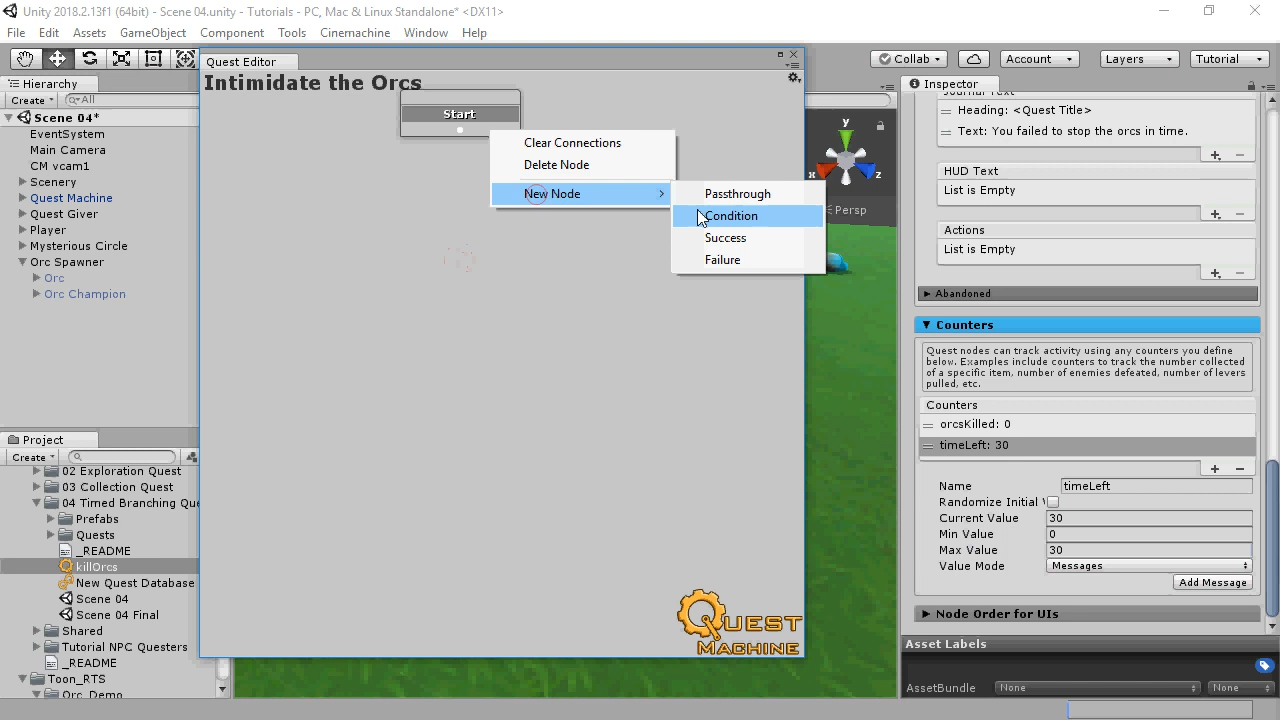 Unity 2018.2.13f1 (64bit) - Scene 04.unity - Tutorials - PC, Mac & Linux Standalone* <DX11>
File Edit Assets GameObject Component Tools Cinemachine Window Help
Collab Account Layers Tutorial
Hierarchy
Create All
Scene 04*
EventSystem
Main Camera
CM vcam1
Scenery
Quest Machine
Quest Giver
Player
Mysterious Circle
Orc Spawner
Orc
Orc Champion
Project
Create
02 Exploration Quest
03 Collection Quest
04 Timed Branching Que
Prefabs
Quests
_README
killOrcs
New Quest Database
Scene 04
Scene 04 Final
Shared
Tutorial NPC Questers
_README
Toon_RTS
Orc_Demo
Quest Editor
Intimidate the Orcs
Start
Clear Connections
Delete Node
New Node
Passthrough
Condition
Success
Failure
QUEST
MACHINE
y
x z
Persp
Inspector
Journal Text
Heading: <Quest Title>
Text: You failed to stop the orcs in time.
HUD Text
List is Empty
Actions
List is Empty
Abandoned
Counters
Quest nodes can track activity using any counters you define
below. Examples include counters to track the number collected
of a specific item, number of enemies defeated, number of levers
pulled, etc.
Counters
orcsKilled: 0
timeLeft: 30
Name timeLeft
Randomize Initial
Current Value 30
Min Value 0
Max Value 30
Value Mode Messages
Add Message
Node Order for UIs
Asset Labels
AssetBundle None None